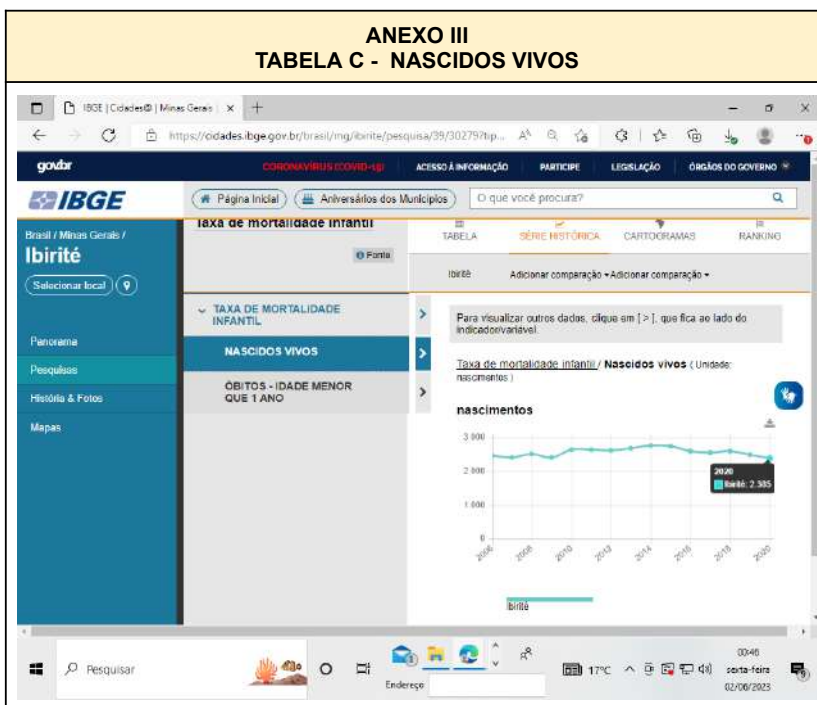 ANEXO III
TABELA C - NASCIDOS VIVOS
IBGE | Cidades@ | Minas Gerais
https://cidades.ibge.gov.br/brasil/mg/ibirite/pesquisa/39/30279?tip...
govbr
CORONAVÍRUS (COVID-19)
ACESSO À INFORMAÇÃO
PARTICIPE
LEGISLAÇÃO
ÓRGÃOS DO GOVERNO
IBGE
Página Inicial
Aniversários dos Municípios
O que você procura?
Brasil / Minas Gerais /
Ibirité
Selecionar local
Panorama
Pesquisas
História & Fotos
Mapas
Taxa de mortalidade infantil
Fonte
TABELA
SÉRIE HISTÓRICA
CARTOGRAMAS
RANKING
Ibirité
Adicionar comparação
Adicionar comparação
TAXA DE MORTALIDADE
INFANTIL
NASCIDOS VIVOS
ÓBITOS - IDADE MENOR
QUE 1 ANO
Para visualizar outros dados, clique em [ > ], que fica ao lado do
indicador/variável.
Taxa de mortalidade infantil / Nascidos vivos ( Unidade:
nascimentos )
nascimentos
3.000
2.000
1.000
0
2020
Ibirité: 2.385
2006
2008
2010
2012
2014
2016
2018
2020
Ibirité
Pesquisar
Endereço
17°C
00:46
sexta-feira
02/06/2023